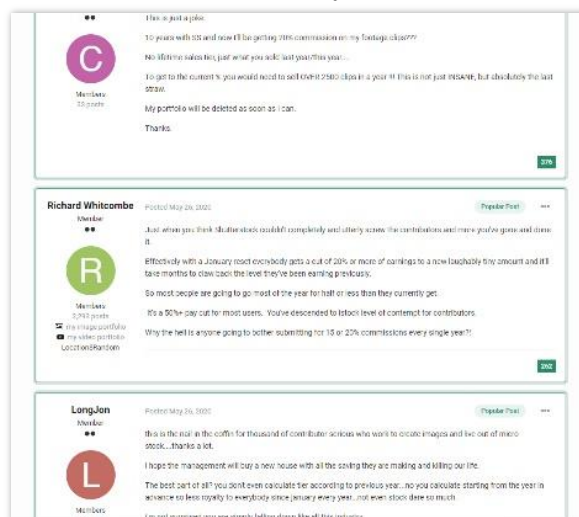 This is just a joke.
10 years with SS and now I'll be getting 20% commission on my footage clips???
No lifetime sales tier, just what you sold last year/this year....
To get to the current % you would need to sell OVER 2500 clips in a year !!! This is not just INSANE, but absolutely the last
straw.
My portfolio will be deleted as soon as I can.
Thanks.
C
Members
posts
376
Richard Whitcombe
Member
Posted May 26, 2020
Popular Post
Just when you think Shutterstock couldn't completely and utterly screw the contributors and more you've gone and done
it.
Effectively with a January reset everybody gets a cut of 20% or more of earnings to a new laughably tiny amount and it'll
take months to claw back the level they've been earning previously.
So most people are going to go most of the year for half or less than they currently get.
It's a 50%+ pay cut for most users. You've descended to istock level of contempt for contributors.
Why the hell is anyone going to bother submitting for 15 or 20% commissions every single year?!
R
Members
posts
my image portfolio
my video portfolio
Location:Random
262
LongJon
Member
Posted May 26, 2020
Popular Post
this is the nail in the coffin for thousand of contributor serious who work to create images and live out of micro
stock....thanks a lot.
I hope the management will buy a new house with all the saving they are making and killing our life.
The best part of all? you don't even calculate tier according to previous year...no you calculate starting from the year in
advance so less royalty to everybody since january every year...not even stock dare so much
L
Members